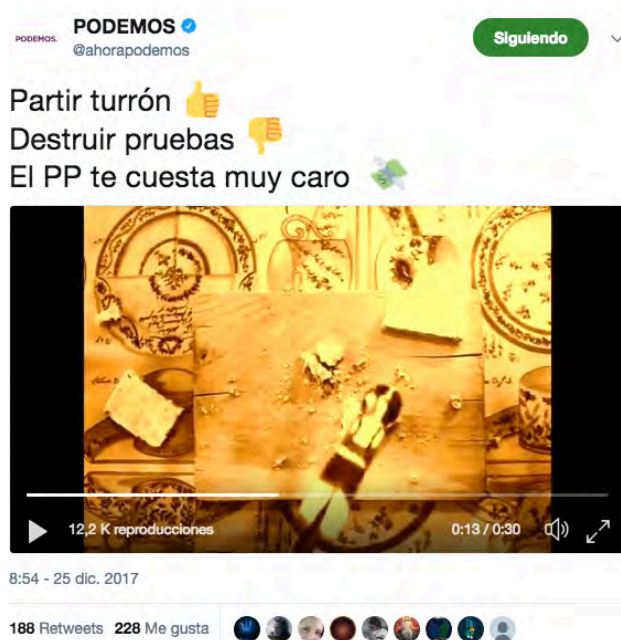 PODEMOS.
PODEMOS
@ahorapodemos
Siguiendo
Partir turrón 👍
Destruir pruebas 👎
El PP te cuesta muy caro 💸
12,2 K reproducciones
0:13 / 0:30
8:54 - 25 dic. 2017
188 Retweets 228 Me gusta